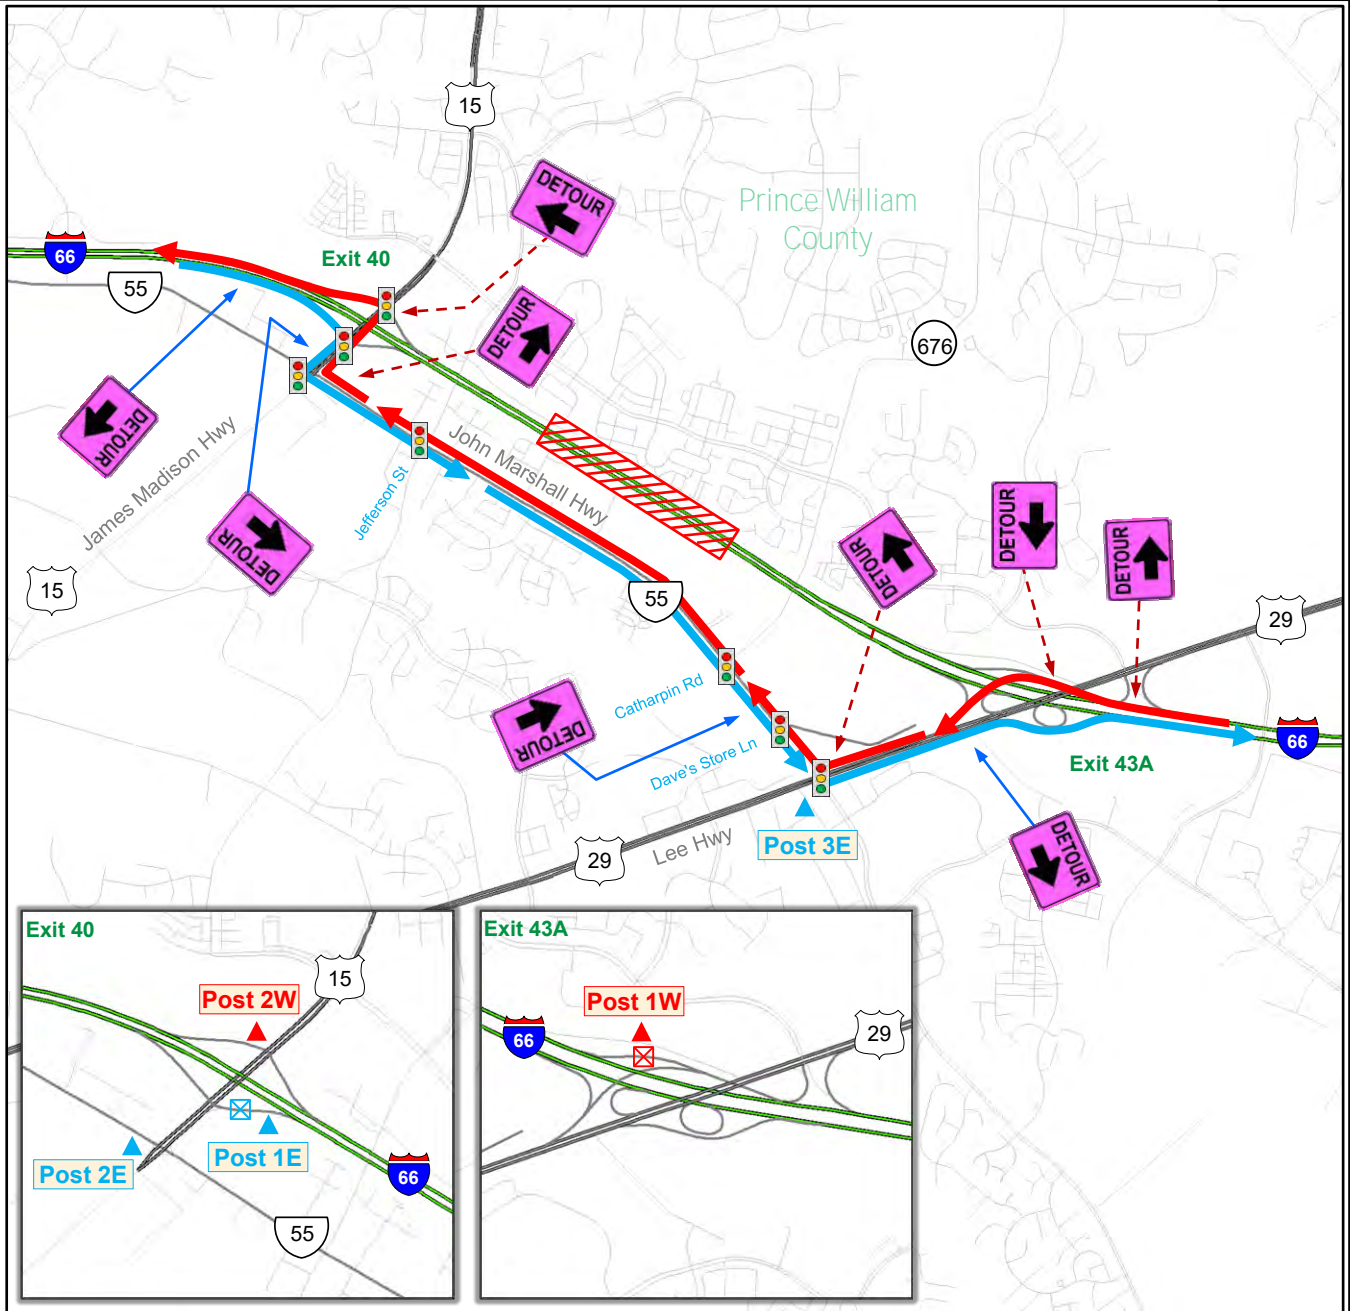 15
DETOUR
Prince William
County
66
Exit 40
55
DETOUR
676
DETOUR
James Madison Hwy
John Marshall Hwy
Jefferson St
DETOUR
15
DETOUR
DETOUR
DETOUR
55
29
Catharpin Rd
DETOUR
Dave's Store Ln
66
Exit 43A
Post 3E
Lee Hwy
29
DETOUR
Exit 40
15
Post 2W
Post 1E
Post 2E
66
55
Exit 43A
Post 1W
66
29